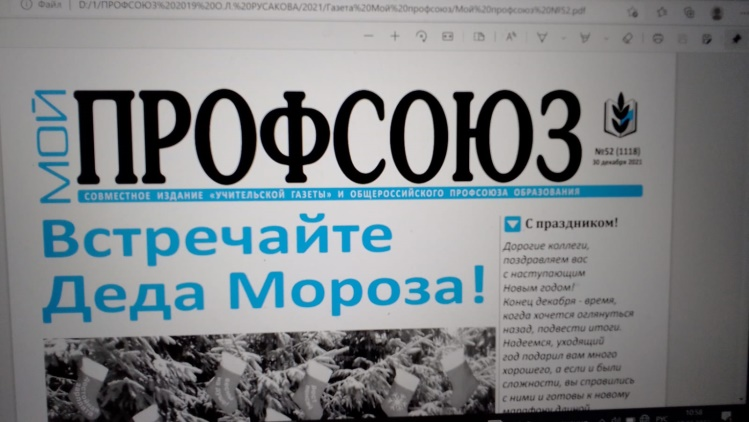 Файл
D:/1/ПРОФСОЮЗ%202019%20О.Л.%20РУСАКОВА/2021/Газета%20Мой%20профсоюз/Мой%20профсоюз%20№52.pdf
МОЙ
ПРОФСОЮЗ
№52 (1118)
30 декабря 2021
СОВМЕСТНОЕ ИЗДАНИЕ «УЧИТЕЛЬСКОЙ ГАЗЕТЫ» И ОБЩЕРОССИЙСКОГО ПРОФСОЮЗА ОБРАЗОВАНИЯ
Встречайте
Деда Мороза!
С праздником!
Дорогие коллеги,
поздравляем вас
с наступающим
Новым годом!
Конец декабря - время,
когда хочется оглянуться
назад, подвести итоги.
Надеемся, уходящий
год подарил вам много
хорошего, а если и были
сложности, вы справились
с ними и готовы к новому
РУС
10:58